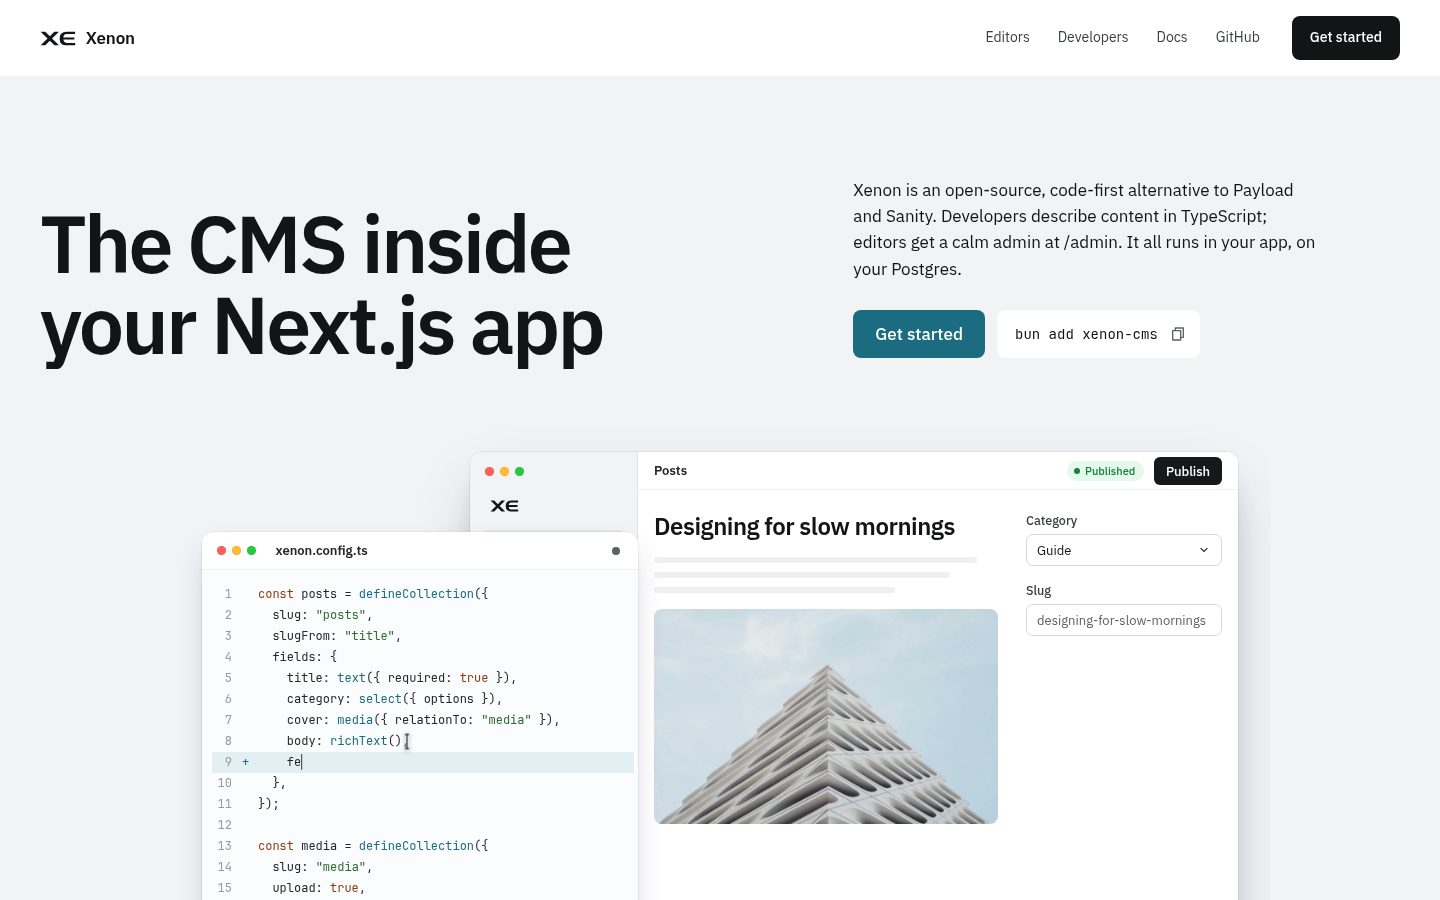 XE Xenon
Editors Developers Docs GitHub Get started
The CMS inside
your Next.js app
Xenon is an open-source, code-first alternative to Payload
and Sanity. Developers describe content in TypeScript;
editors get a calm admin at /admin. It all runs in your app, on
your Postgres.
Get started
bun add xenon-cms
XE
Posts
Published
Publish
Designing for slow mornings
Category
Guide
Slug
designing-for-slow-mornings
xenon.config.ts
1 const posts = defineCollection({
2 slug: "posts",
3 slugFrom: "title",
4 fields: {
5 title: text({ required: true }),
6 category: select({ options }),
7 cover: media({ relationTo: "media" }),
8 body: richText()
9 + fe
10 },
11 });
12
13 const media = defineCollection({
14 slug: "media",
15 upload: true,